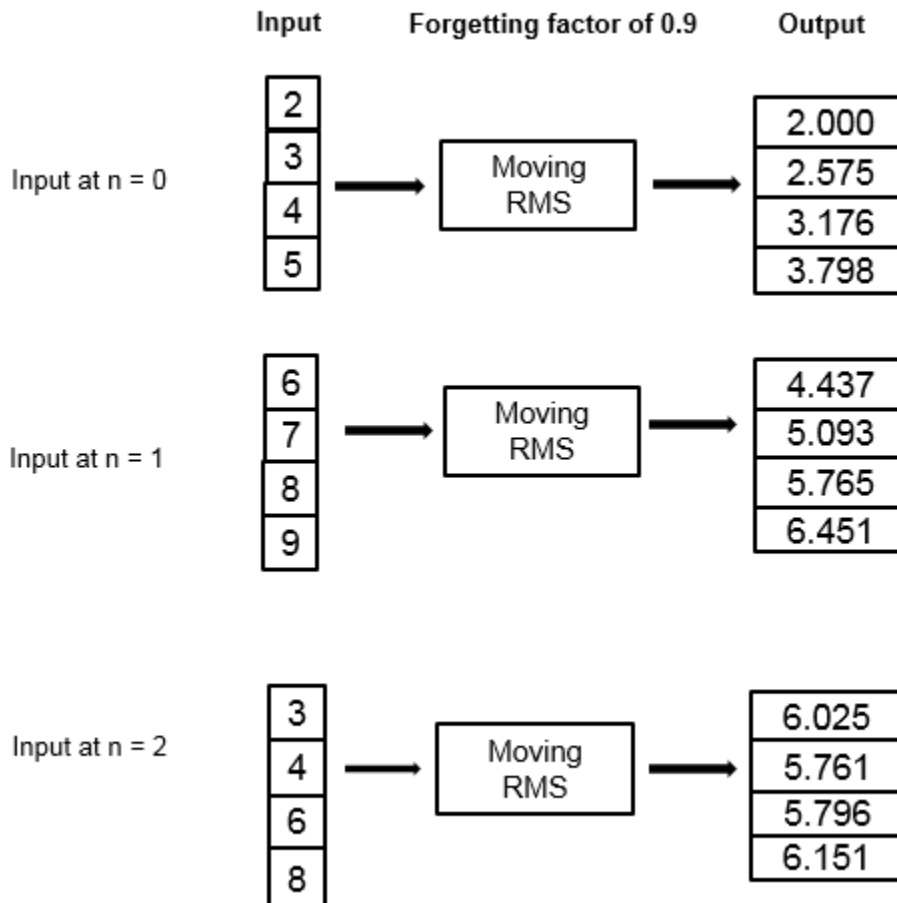 Input Forgetting factor of 0.9 Output
Input at n = 0
2
3
4
5
Moving
RMS
2.000
2.575
3.176
3.798
Input at n = 1
6
7
8
9
Moving
RMS
4.437
5.093
5.765
6.451
Input at n = 2
3
4
6
8
Moving
RMS
6.025
5.761
5.796
6.151